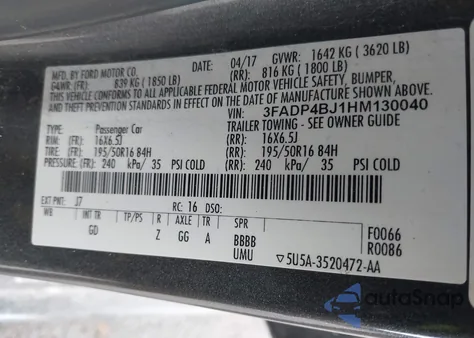 MFD. BY FORD MOTOR CO.
DATE: 04/17 GVWR: 1642 KG ( 3620 LB)
G4WR: (FR): 839 KG ( 1850 LB) (RR): 816 KG ( 1800 LB)
THIS VEHICLE CONFORMS TO ALL APPLICABLE FEDERAL MOTOR VEHICLE SAFETY, BUMPER,
AND THEFT PREVENTION STANDARDS IN EFFECT ON THE DATE OF MANUFACTURE SHOWN ABOVE.
VIN: 3FADP4BJ1HM130040
TYPE: Passenger Car TRAILER TOWING - SEE OWNER GUIDE
RIM: (FR): 16X6.5J (RR): 16X6.5J
TIRE: (FR): 195/50R16 84H (RR): 195/50R16 84H
PRESSURE: (FR): 240 kPa/ 35 PSI COLD (RR): 240 kPa/ 35 PSI COLD
EXT PNT: J7 RC: 16 DSO:
WB INT TR TP/PS R AXLE TR SPR
GD Z GG A BBBB
UMU
F0066
R0086
▽5U5A-3520472-AA
autoSnap